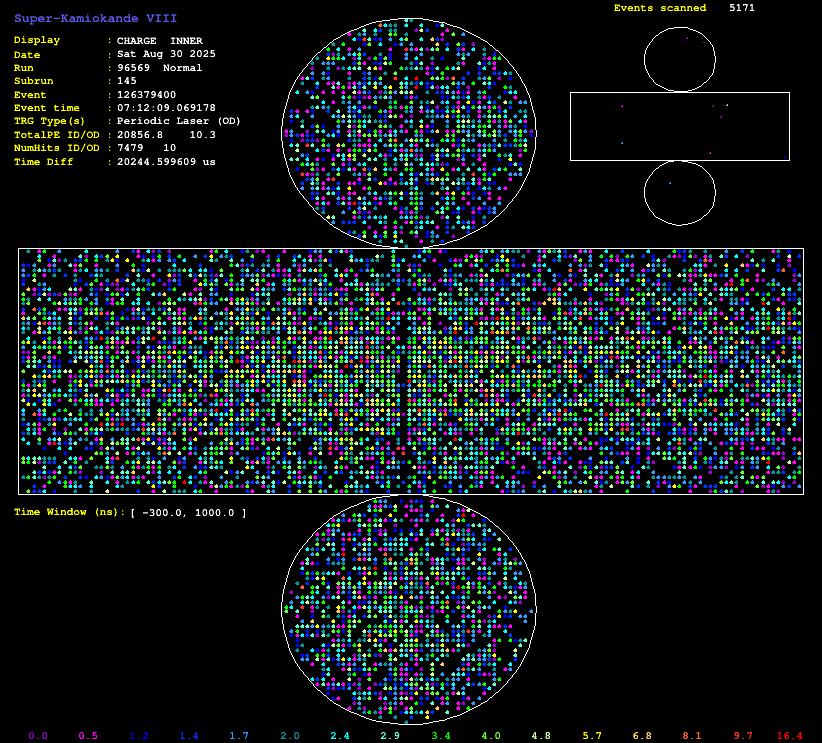 Super-Kamiokande VIII
Events scanned 5171
Display : CHARGE INNER
Date : Sat Aug 30 2025
Run : 96569 Normal
Subrun : 145
Event : 126379400
Event time : 07:12:09.069178
TRG Type(s) : Periodic Laser (OD)
TotalPE ID/OD : 20856.8 10.3
NumHits ID/OD : 7479 10
Time Diff : 20244.599609 us
Time Window (ns): [ -300.0, 1000.0 ]
0.0 0.5 1.2 1.4 1.7 2.0 2.4 2.9 3.4 4.0 4.8 5.7 6.8 8.1 9.7 16.4